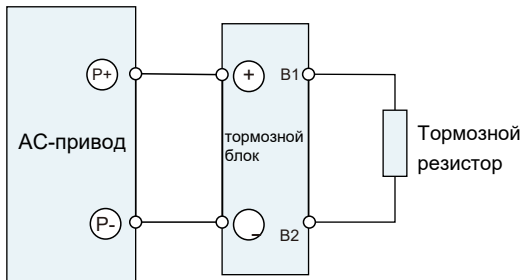 P+
+
B1
АС-привод
тормозной
блок
Тормозной
резистор
P-
-
B2